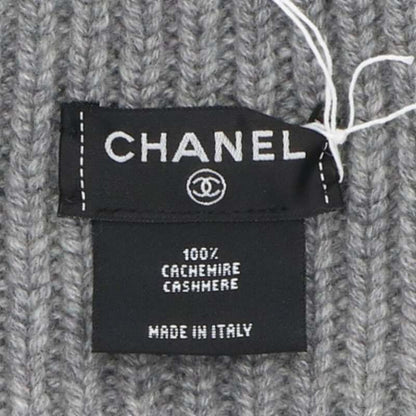 CHANEL
100%
CACHEMIRE
CASHMERE
MADE IN ITALY